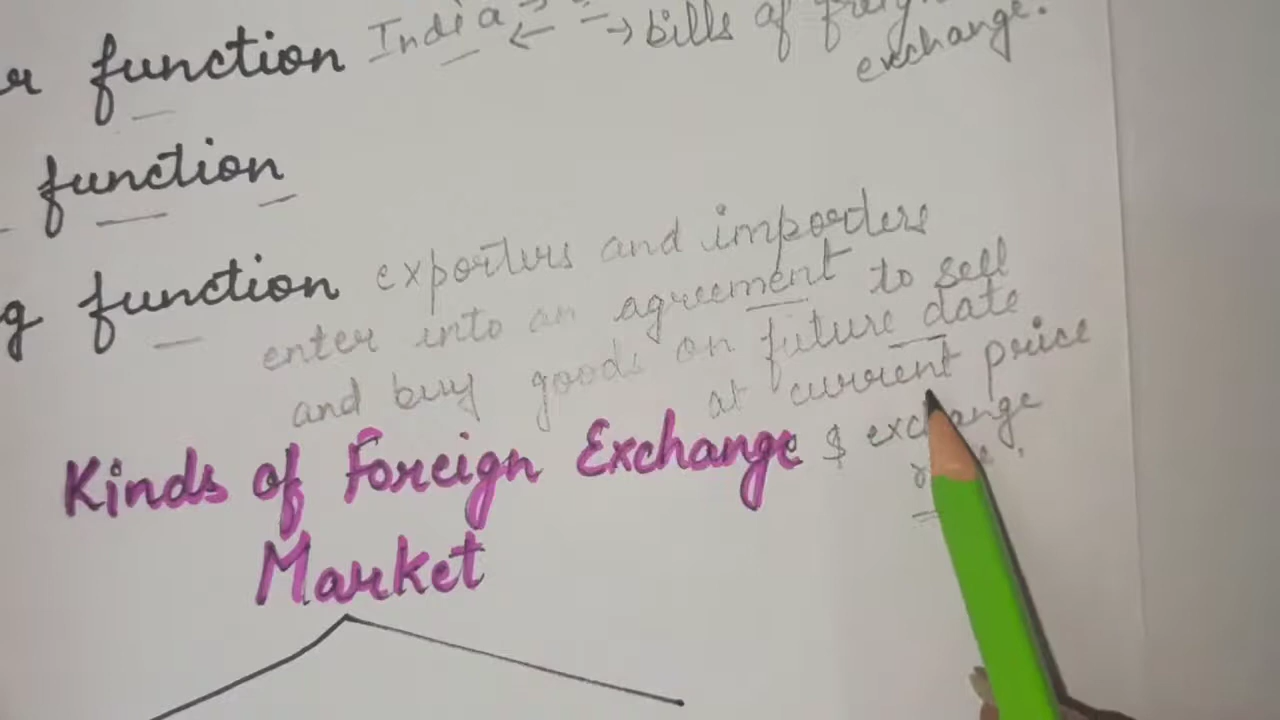 function India
→ bills of
exchange.
function
function exporters and importers
enter into an agreement to sell
and buy goods on future date
at current price
Kinds of Foreign Exchange $ exchange
Market